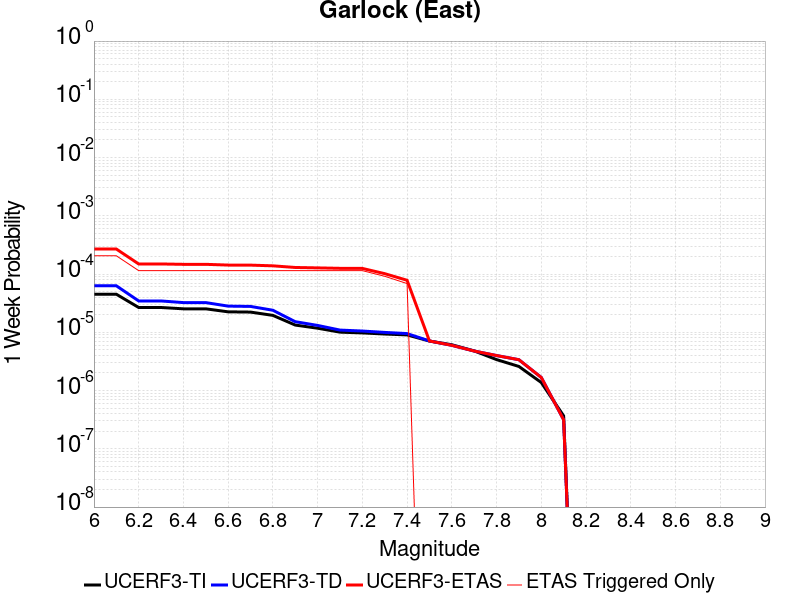 Garlock (East)
10^0
10^-1
10^-2
10^-3
10^-4
10^-5
10^-6
10^-7
10^-8
1 Week Probability
6 6.2 6.4 6.6 6.8 7 7.2 7.4 7.6 7.8 8 8.2 8.4 8.6 8.8 9
Magnitude
UCERF3-TI UCERF3-TD UCERF3-ETAS ETAS Triggered Only